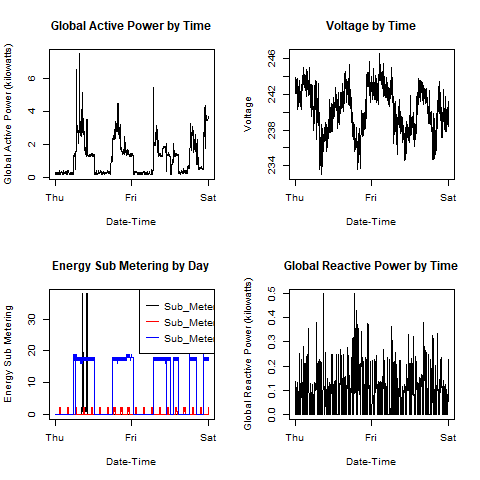 Global Active Power by Time
Global Active Power (kilowatts)
0 2 4 6
Thu Fri Sat
Date-Time
Voltage by Time
Voltage
234 238 242 246
Thu Fri Sat
Date-Time
Energy Sub Metering by Day
Energy Sub Metering
0 10 20 30
Sub_Meter
Sub_Meter
Sub_Meter
Thu Fri Sat
Date-Time
Global Reactive Power by Time
Global Reactive Power (kilowatts)
0.0 0.1 0.2 0.3 0.4 0.5
Thu Fri Sat
Date-Time